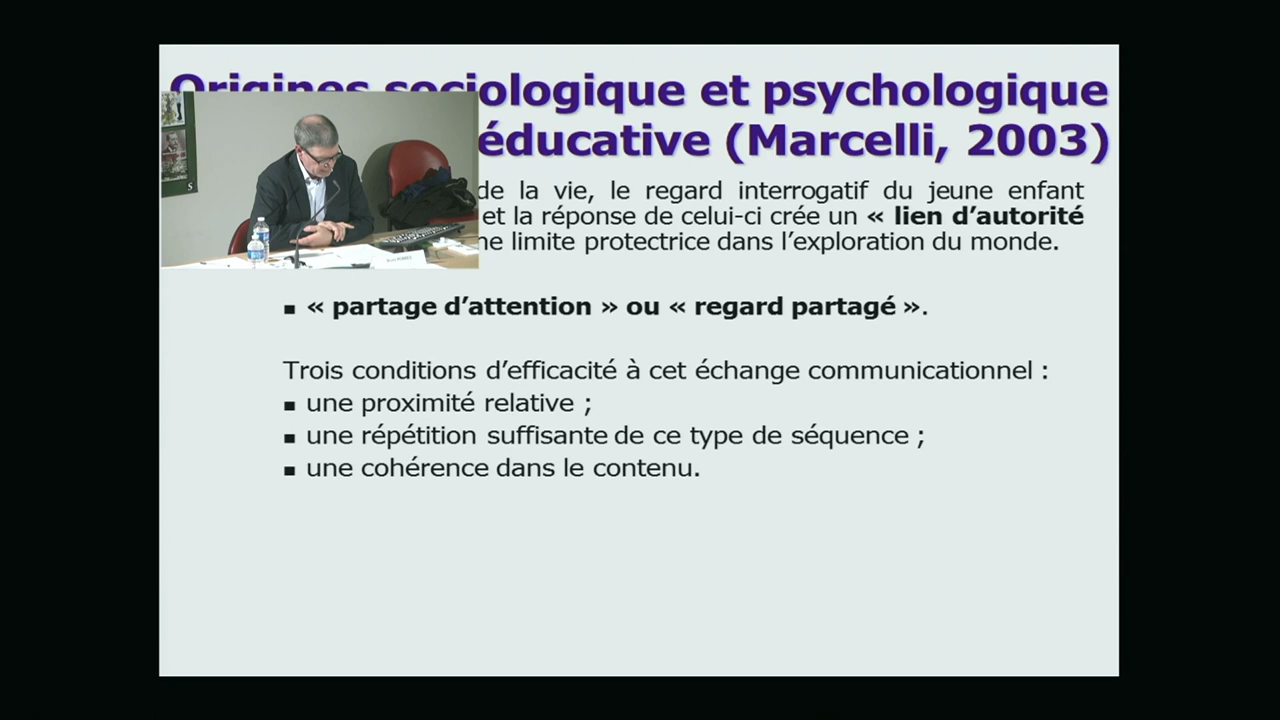 Origines sociologique et psychologique
éducative (Marcelli, 2003)
de la vie, le regard interrogatif du jeune enfant
et la réponse de celui-ci crée un « lien d’autorité
ne limite protectrice dans l’exploration du monde.
▪ « partage d’attention » ou « regard partagé ».
Trois conditions d’efficacité à cet échange communicationnel :
▪ une proximité relative ;
▪ une répétition suffisante de ce type de séquence ;
▪ une cohérence dans le contenu.